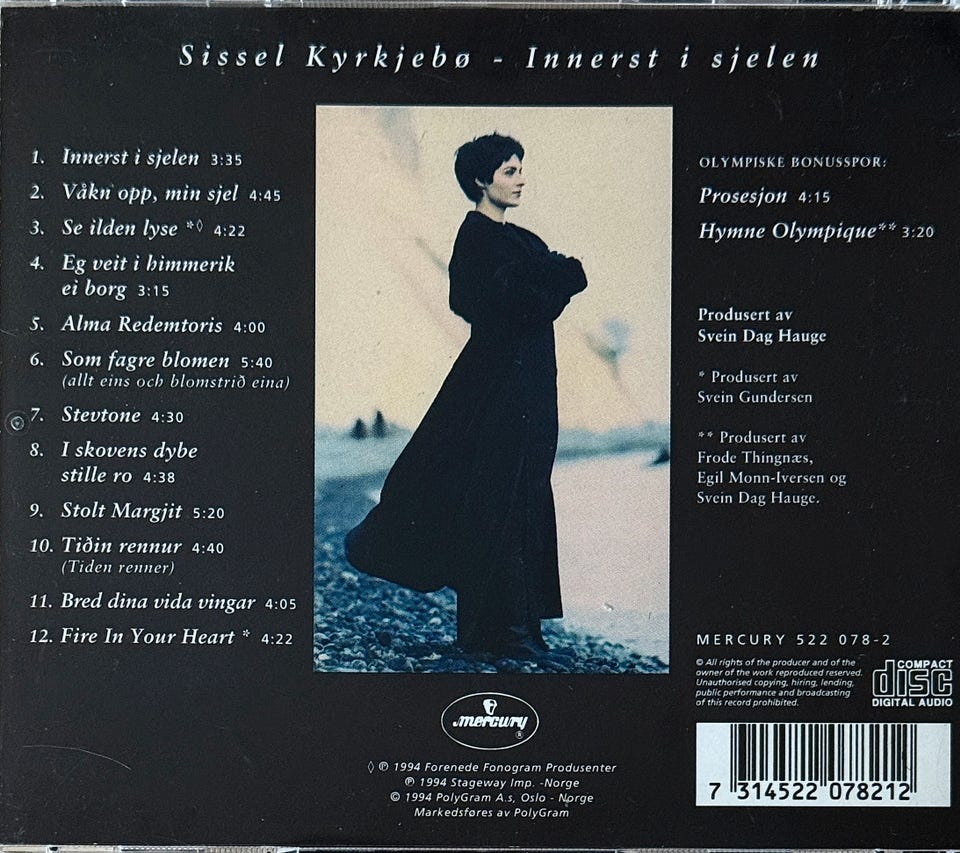 Sissel Kyrkjebø - Innerst i sjelen
1. Innerst i sjelen 3:35
2. Våkn opp, min sjel 4:45
3. Se ilden lyse *◊ 4:22
4. Eg veit i himmerik
ei borg 3:15
5. Alma Redemtoris 4:00
6. Som fagre blomen 5:40
(allt eins och blomstrið eina)
7. Stevtone 4:30
8. I skovens dybe
stille ro 4:38
9. Stolt Margjit 5:20
10. Tiðin rennur 4:40
(Tiden renner)
11. Bred dina vida vingar 4:05
12. Fire In Your Heart * 4:22
OLYMPISKE BONUSSPOR:
Prosesjon 4:15
Hymne Olympique** 3:20
Produsert av
Svein Dag Hauge
* Produsert av
Svein Gundersen
** Produsert av
Frode Thingnæs,
Egil Monn-Iversen og
Svein Dag Hauge.
MERCURY 522 078-2
© All rights of the producer and of the
owner of the work reproduced reserved.
Unauthorised copying, hiring, lending,
public performance and broadcasting
of this record prohibited.
COMPACT
disc
DIGITAL AUDIO
mercury ®
◊ ℗ 1994 Forenede Fonogram Produsenter
℗ 1994 Stageway Imp. -Norge
© 1994 PolyGram A.s, Oslo - Norge
Markedsføres av PolyGram
7 314522 078212